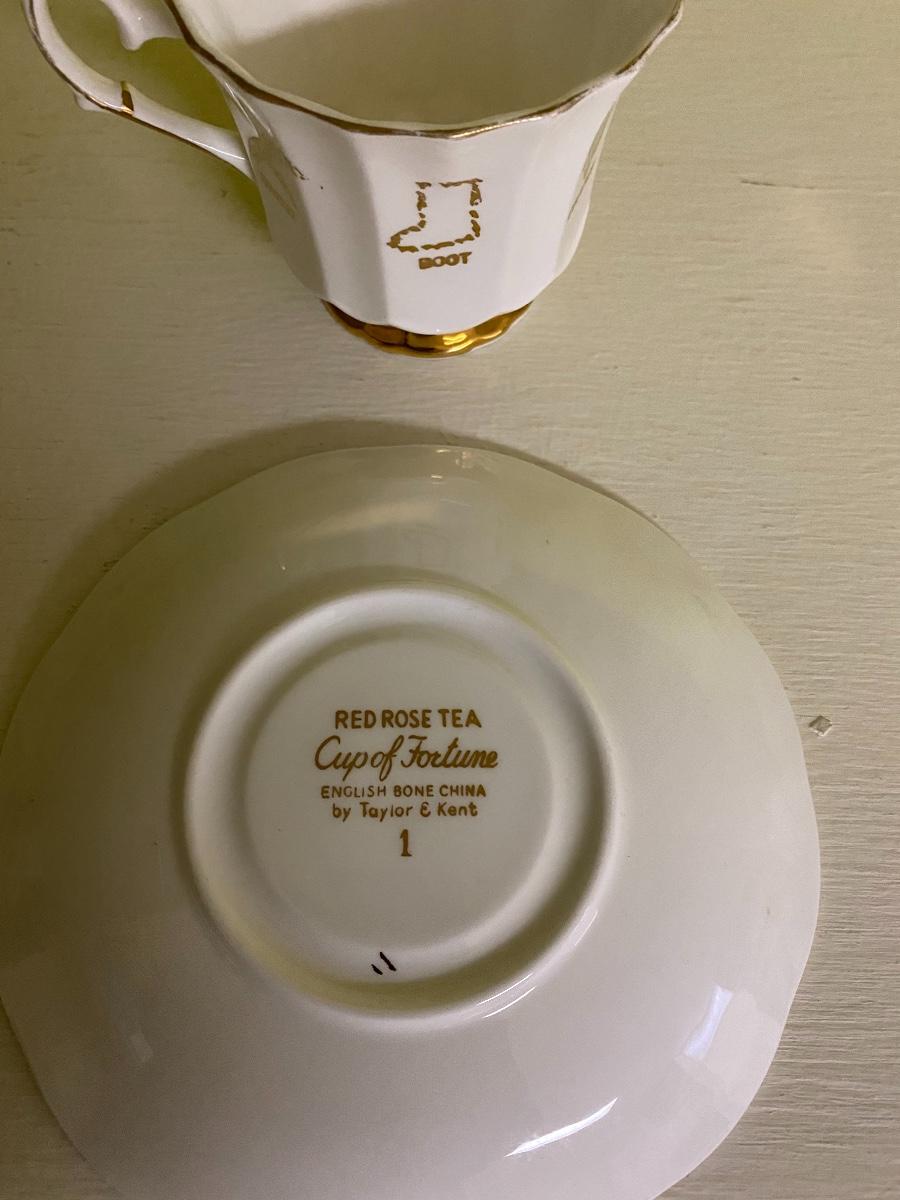 BOOT
RED ROSE TEA
Cup of Fortune
ENGLISH BONE CHINA
by Taylor & Kent
1